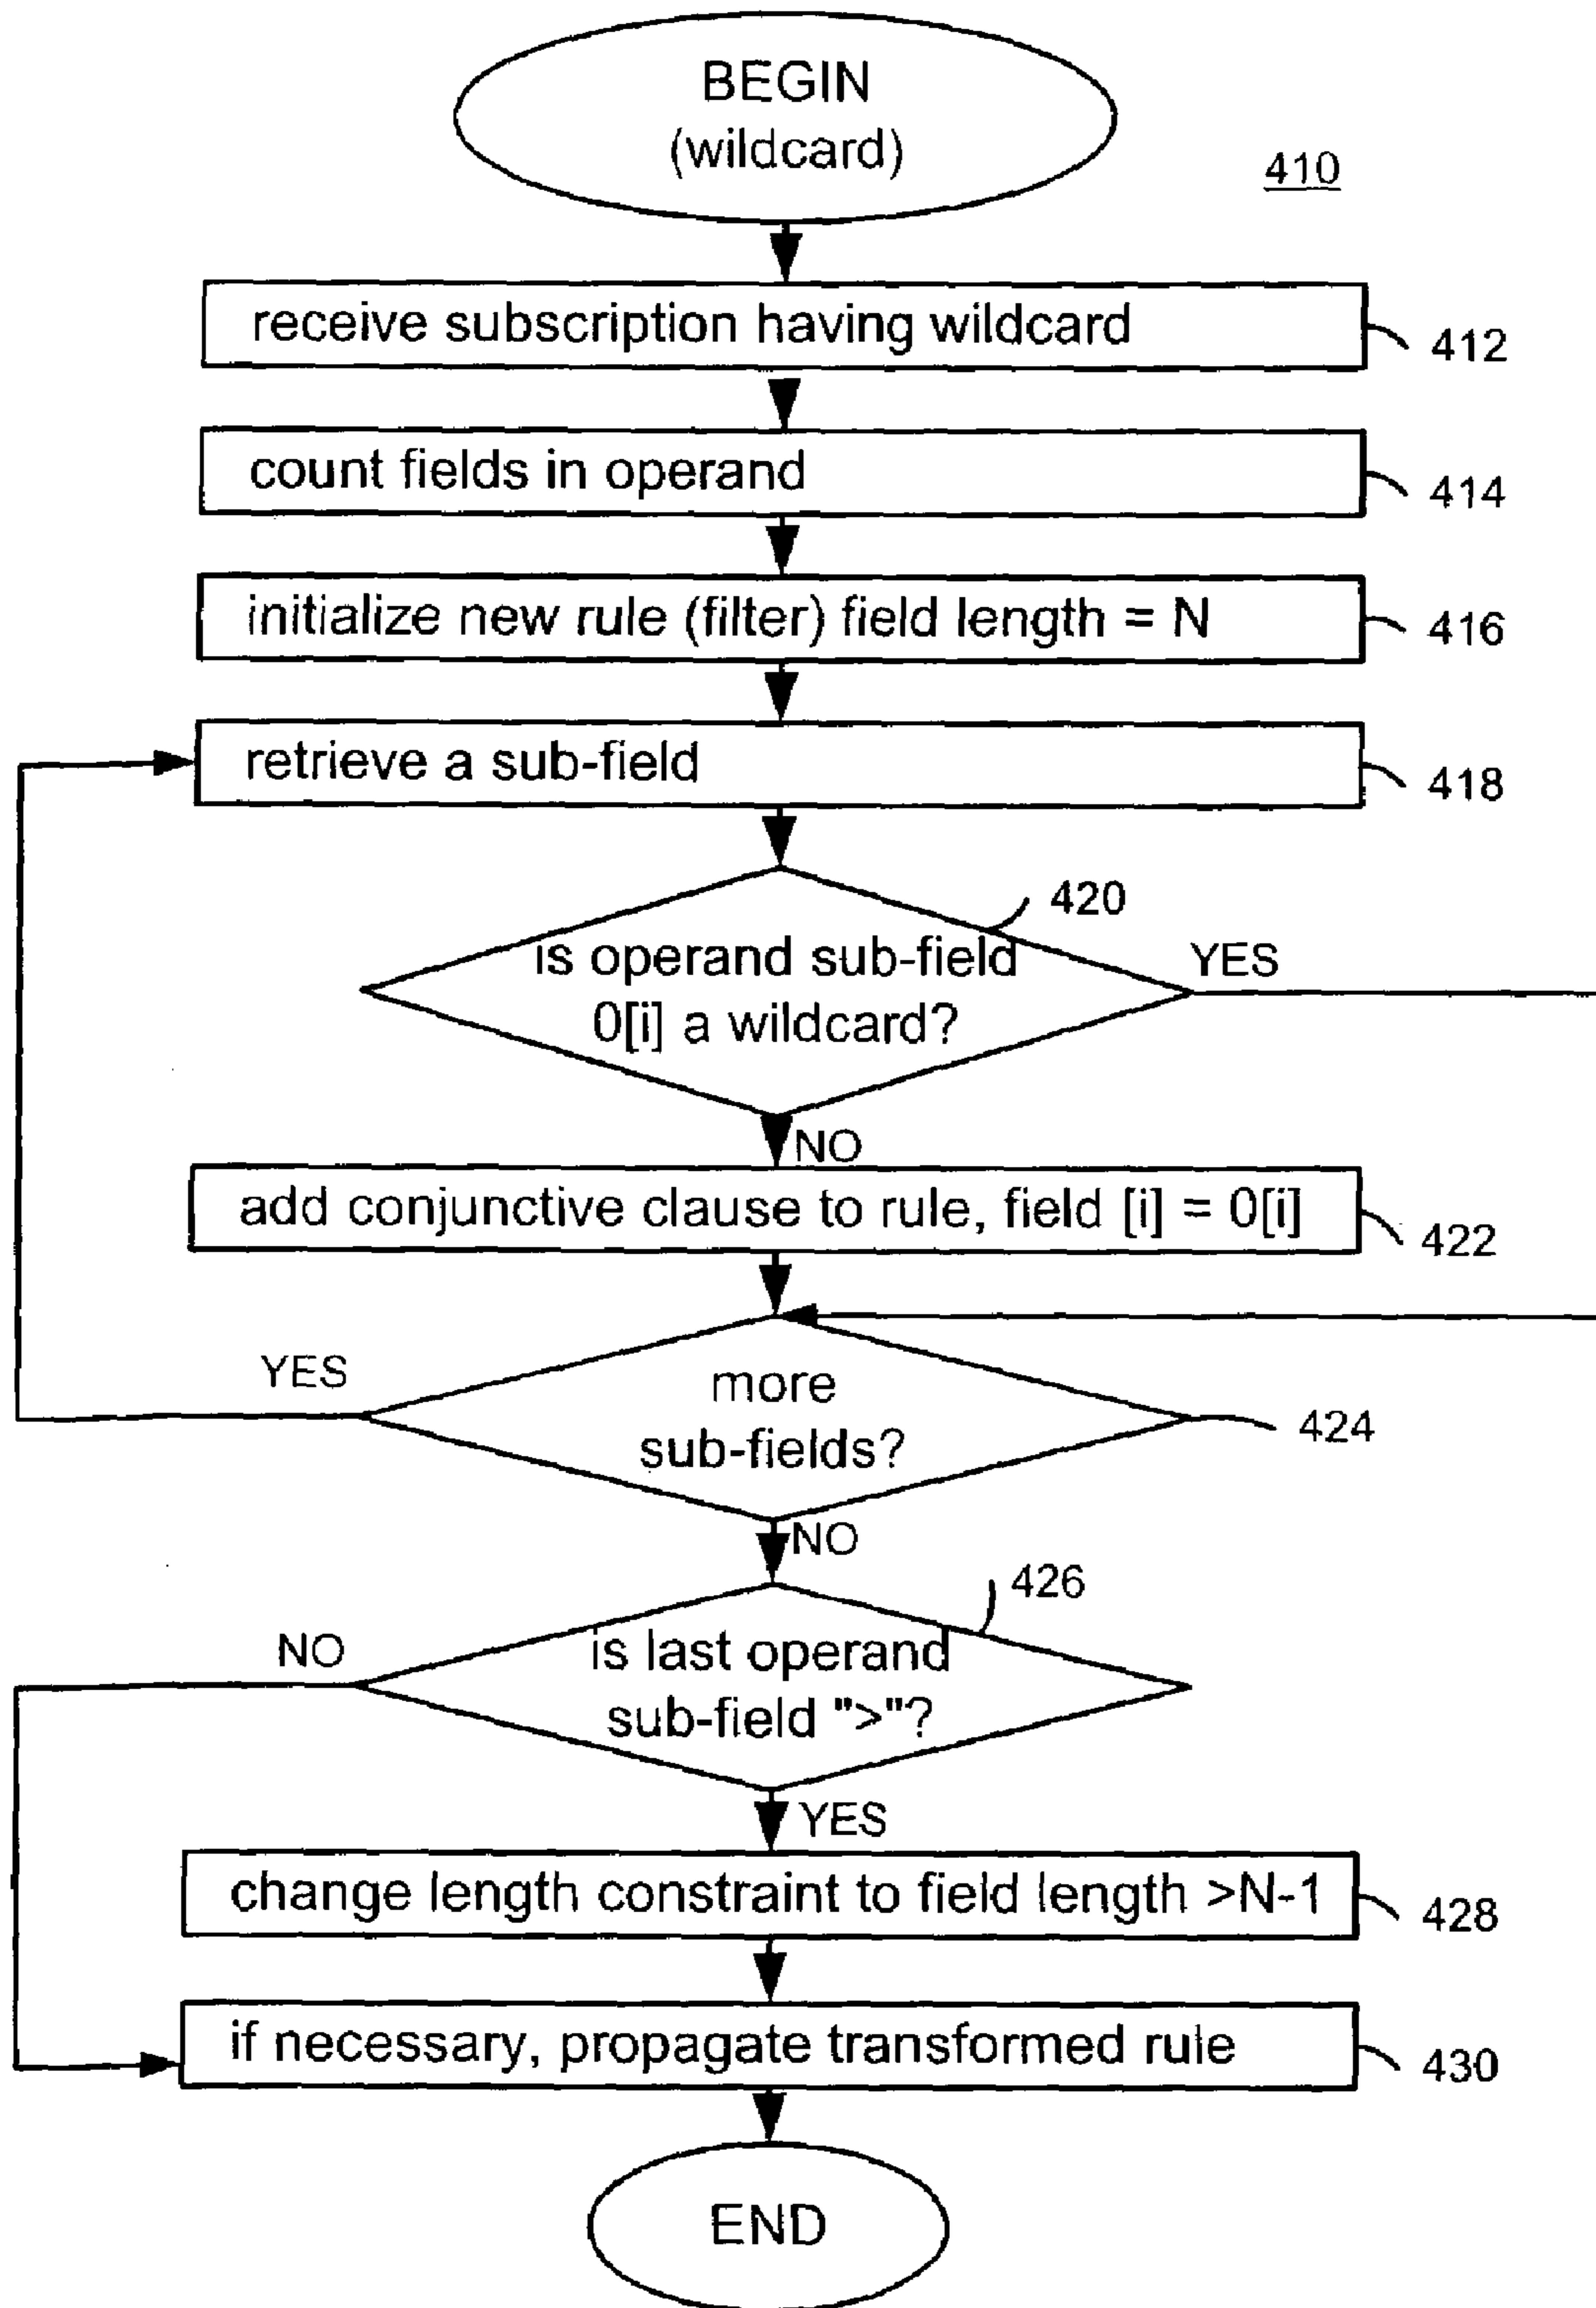 BEGIN
(wildcard)
410
receive subscription having wildcard
412
count fields in operand
414
initialize new rule (filter) field length = N
416
retrieve a sub-field
418
420
is operand sub-field
0[i] a wildcard?
YES
NO
add conjunctive clause to rule, field [i] = 0[i]
422
YES
more
sub-fields?
424
NO
426
NO
is last operand
sub-field ">"?
YES
change length constraint to field length >N-1
428
if necessary, propagate transformed rule
430
END